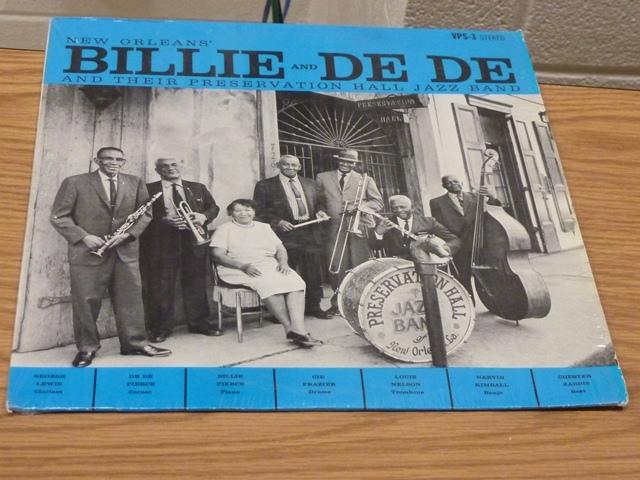 NEW ORLEANS'
VPS-3 STEREO
BILLIE AND DE DE
AND THEIR PRESERVATION HALL JAZZ BAND
PRESERVATION
HALL
726
PRESERVATION HALL
JAZZ
BAND
New Orleans La.
GEORGE
LEWIS
Clarinet
DE DE
PIERCE
Cornet
BILLIE
PIERCE
Piano
CIE
FRAZIER
Drums
LOUIS
NELSON
Trombone
NARVIN
KIMBALL
Banjo
CHESTER
ZARDIS
Bass